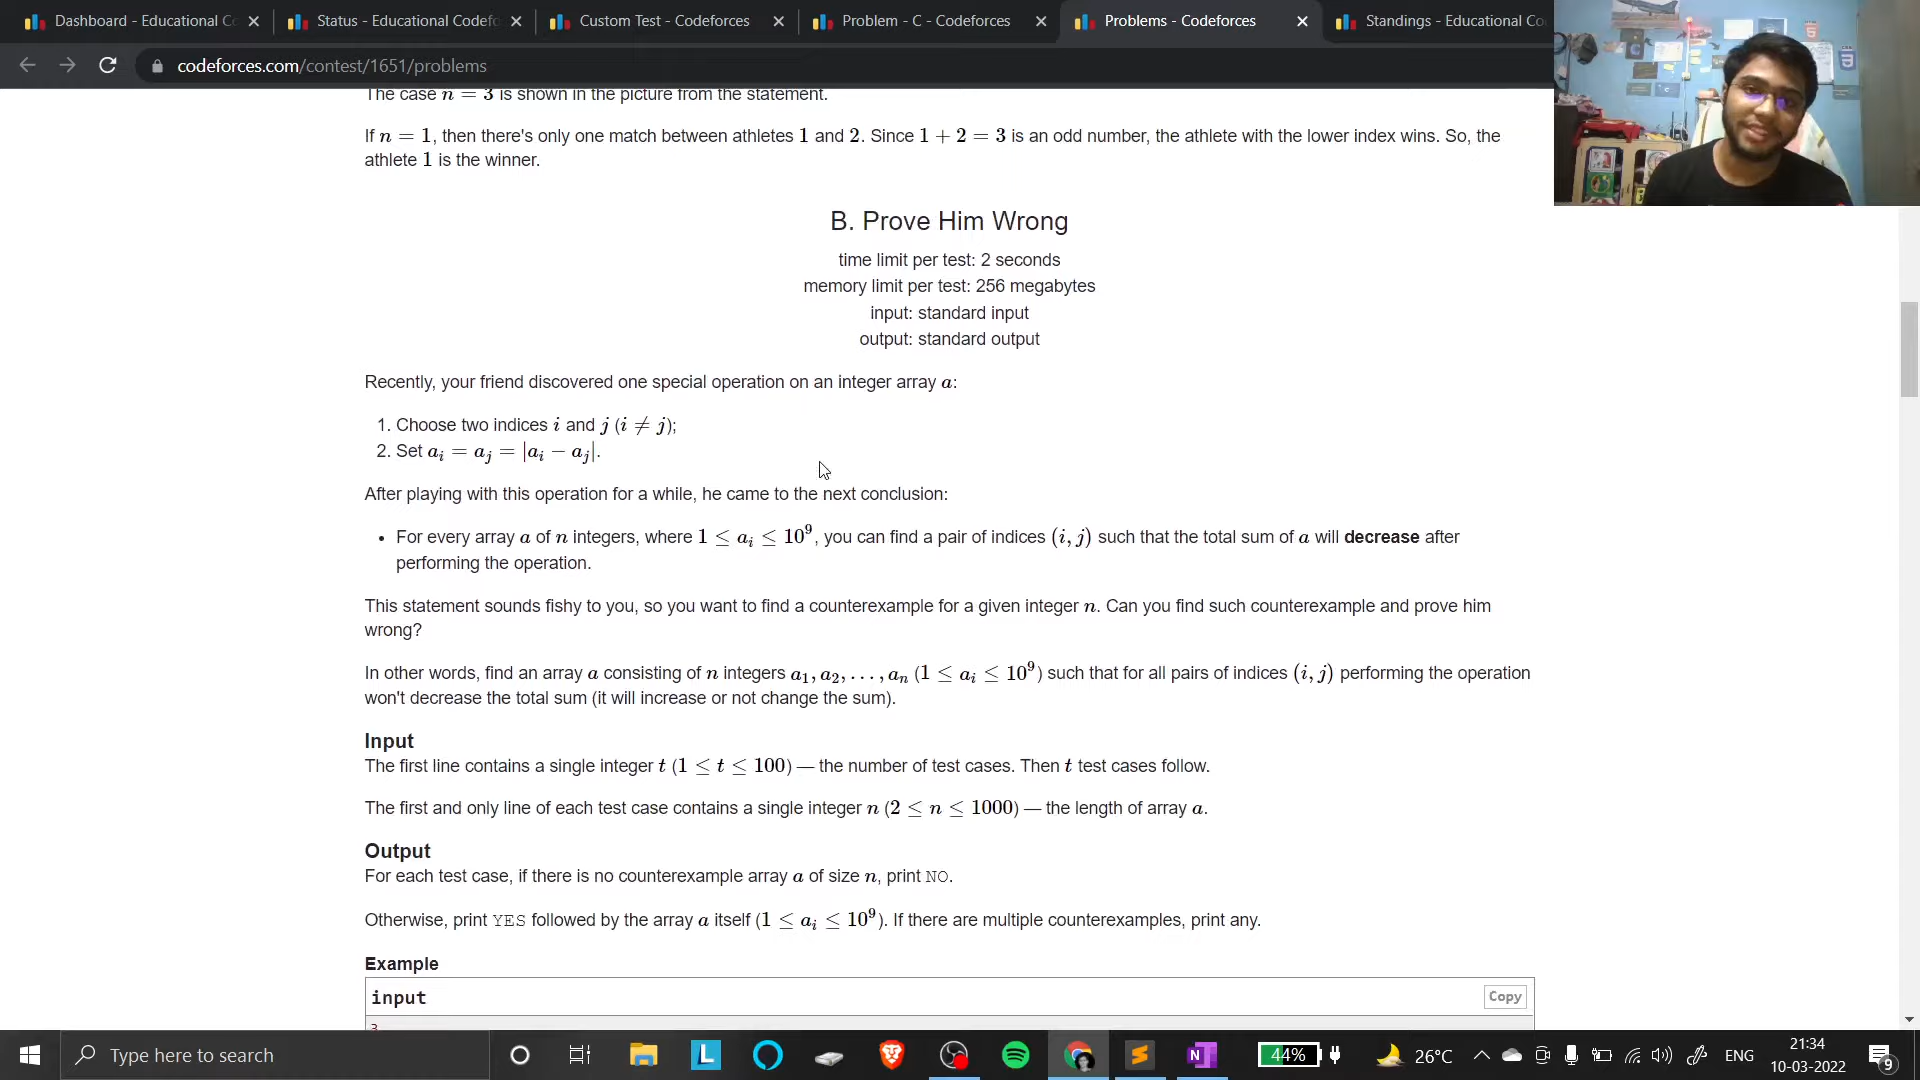 Dashboard - Educational Co
Status - Educational Codefo
Custom Test - Codeforces
Problem - C - Codeforces
Problems - Codeforces
Standings - Educational Co
codeforces.com/contest/1651/problems
The case n = 3 is shown in the picture from the statement.
If n = 1, then there's only one match between athletes 1 and 2. Since 1 + 2 = 3 is an odd number, the athlete with the lower index wins. So, the
athlete 1 is the winner.
B. Prove Him Wrong
time limit per test: 2 seconds
memory limit per test: 256 megabytes
input: standard input
output: standard output
Recently, your friend discovered one special operation on an integer array a:
1. Choose two indices i and j (i ≠ j);
2. Set a_i = a_j = |a_i − a_j|.
After playing with this operation for a while, he came to the next conclusion:
• For every array a of n integers, where 1 ≤ a_i ≤ 10^9, you can find a pair of indices (i, j) such that the total sum of a will decrease after
performing the operation.
This statement sounds fishy to you, so you want to find a counterexample for a given integer n. Can you find such counterexample and prove him
wrong?
In other words, find an array a consisting of n integers a_1, a_2, …, a_n (1 ≤ a_i ≤ 10^9) such that for all pairs of indices (i, j) performing the operation
won't decrease the total sum (it will increase or not change the sum).
Input
The first line contains a single integer t (1 ≤ t ≤ 100) — the number of test cases. Then t test cases follow.
The first and only line of each test case contains a single integer n (2 ≤ n ≤ 1000) — the length of array a.
Output
For each test case, if there is no counterexample array a of size n, print NO.
Otherwise, print YES followed by the array a itself (1 ≤ a_i ≤ 10^9). If there are multiple counterexamples, print any.
Example
input
Copy
3
Type here to search
L
44%
26°C
ENG
21:34
10-03-2022
9